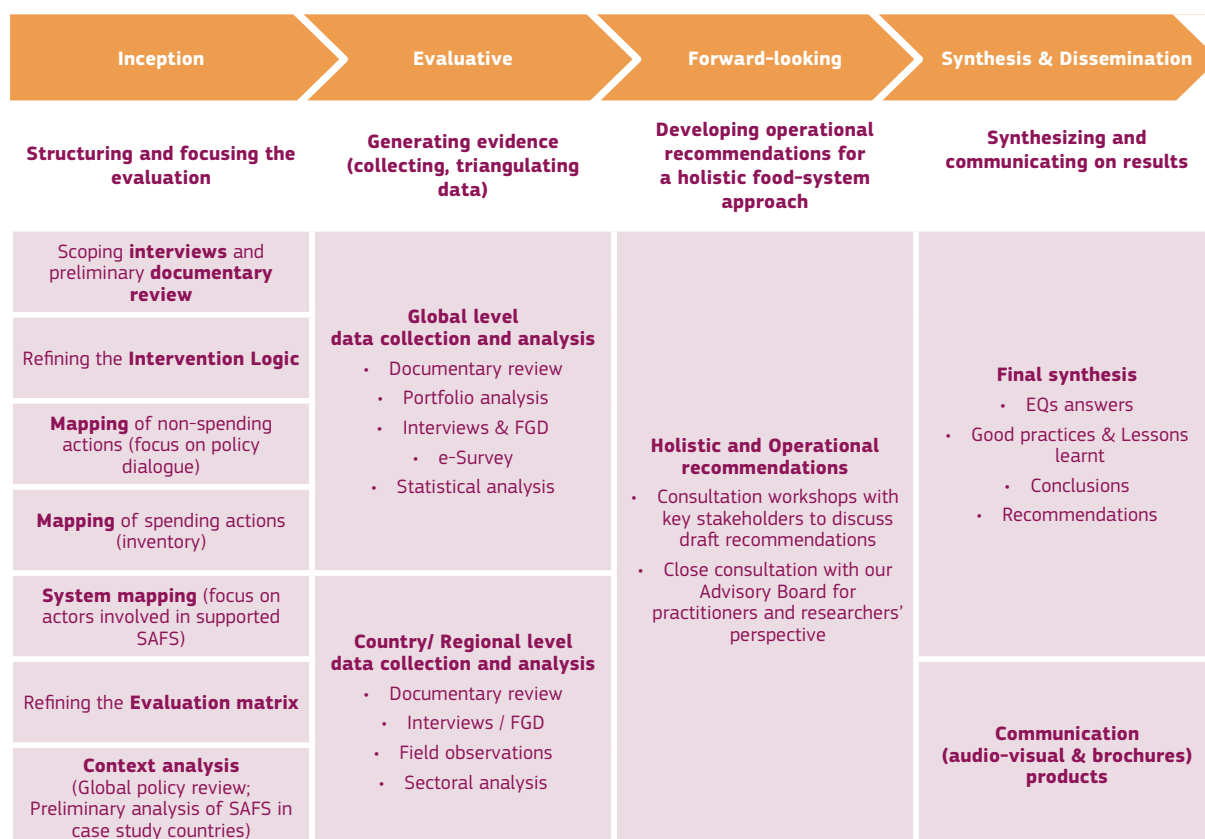 Inception
Evaluative
Forward-looking
Synthesis & Dissemination
Structuring and focusing the
evaluation
Generating evidence
(collecting, triangulating
data)
Developing operational
recommendations for
a holistic food-system
approach
Synthesizing and
communicating on results
Scoping interviews and
preliminary documentary
review
Refining the Intervention Logic
Mapping of non-spending
actions (focus on policy
dialogue)
Mapping of spending actions
(inventory)
System mapping (focus on
actors involved in supported
SAFS)
Refining the Evaluation matrix
Context analysis
(Global policy review;
Preliminary analysis of SAFS in
case study countries)
Global level
data collection and analysis
• Documentary review
• Portfolio analysis
• Interviews & FGD
• e-Survey
• Statistical analysis
Country/ Regional level
data collection and analysis
• Documentary review
• Interviews / FGD
• Field observations
• Sectoral analysis
Holistic and Operational
recommendations
• Consultation workshops with
key stakeholders to discuss
draft recommendations
• Close consultation with our
Advisory Board for
practitioners and researchers’
perspective
Final synthesis
• EQs answers
• Good practices & Lessons
learnt
• Conclusions
• Recommendations
Communication
(audio-visual & brochures)
products